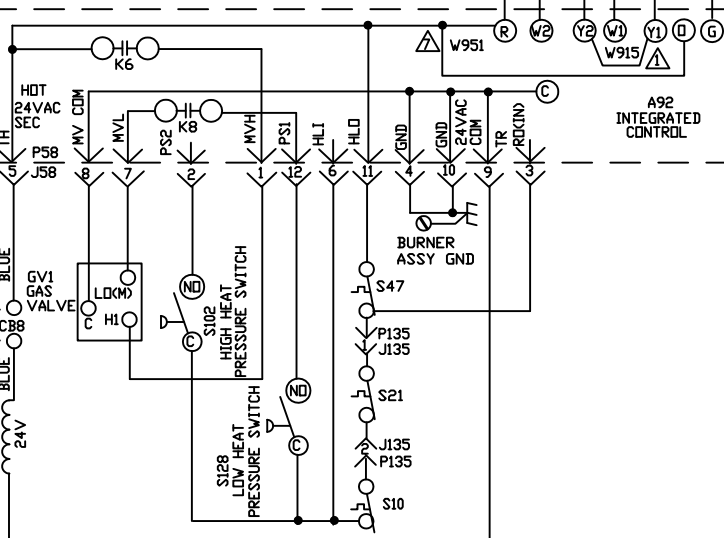 R
W2
Y2
W1
Y1
O
G
7
W951
W915
1
K6
C
A92
INTEGRATED
CONTROL
HOT
24VAC
SEC
TH
MV COM
MVL
PS2
K8
MVH
PS1
HLI
HLO
GND
GND
24VAC
COM
TR
RO(IN)
P58
J58
5
8
7
2
1
12
6
11
4
10
9
3
BURNER
ASSY GND
BLUE
GV1
GAS
VALVE
CB8
BLUE
24V
LO(M)
C
HI
NO
C
S102
HIGH HEAT
PRESSURE SWITCH
NO
C
S128
LOW HEAT
PRESSURE SWITCH
S47
P135
1
J135
S21
J135
2
P135
S10